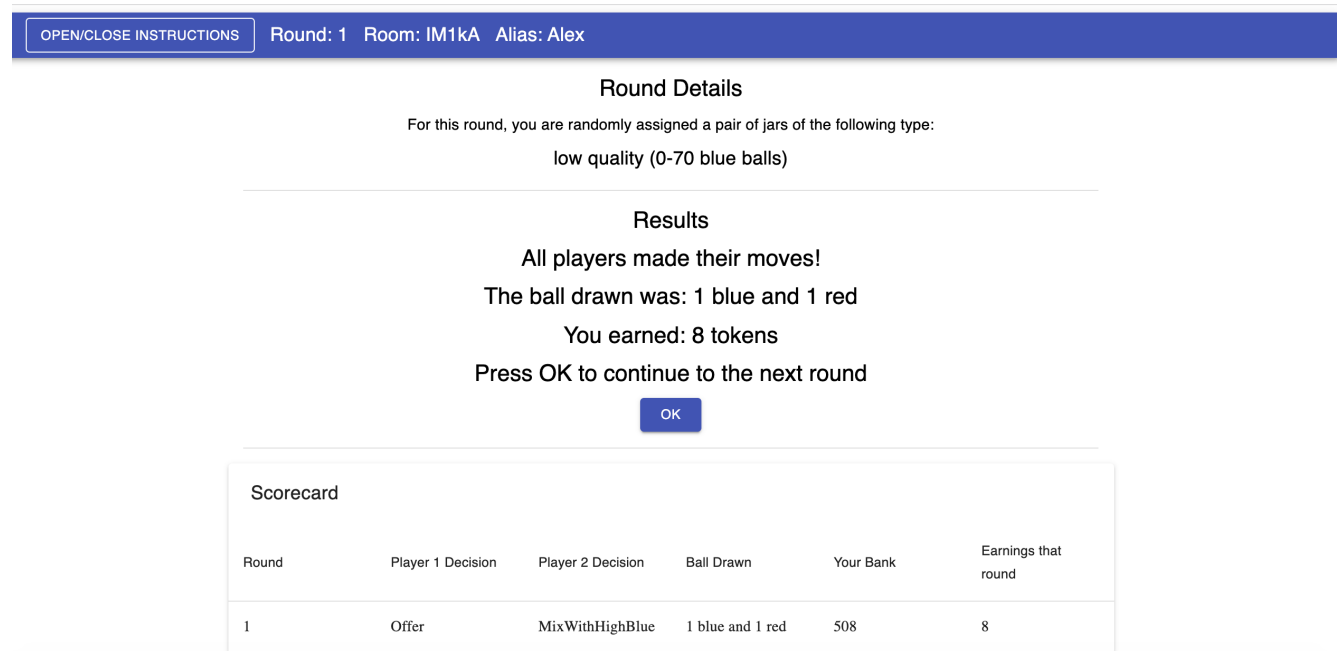 OPEN/CLOSE INSTRUCTIONS Round: 1 Room: IM1kA Alias: Alex
Round Details
For this round, you are randomly assigned a pair of jars of the following type:
low quality (0-70 blue balls)
Results
All players made their moves!
The ball drawn was: 1 blue and 1 red
You earned: 8 tokens
Press OK to continue to the next round
OK
Scorecard
Round Player 1 Decision Player 2 Decision Ball Drawn Your Bank Earnings that round
1 Offer MixWithHighBlue 1 blue and 1 red 508 8